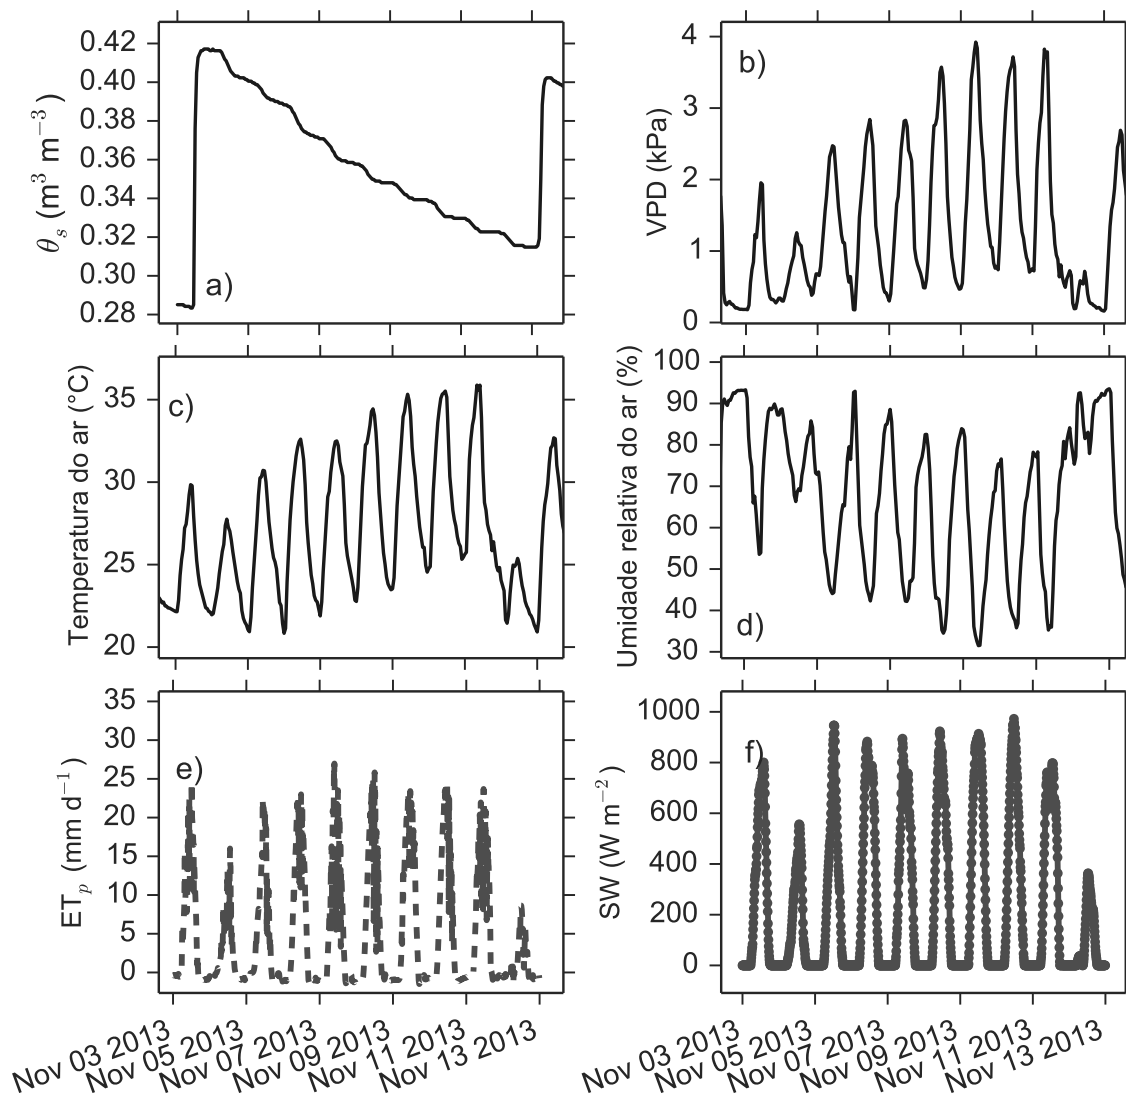 0.42
0.40
0.38
0.36
0.34
0.32
0.30
0.28
θs (m³ m⁻³)
a)
4
3
2
1
0
VPD (kPa)
b)
35
30
25
20
Temperatura do ar (°C)
c)
100
90
80
70
60
50
40
30
Umidade relativa do ar (%)
d)
35
30
25
20
15
10
5
0
ETp (mm d⁻¹)
e)
Nov 03 2013
Nov 05 2013
Nov 07 2013
Nov 09 2013
Nov 11 2013
Nov 13 2013
1000
800
600
400
200
0
SW (W m⁻²)
f)
Nov 03 2013
Nov 05 2013
Nov 07 2013
Nov 09 2013
Nov 11 2013
Nov 13 2013